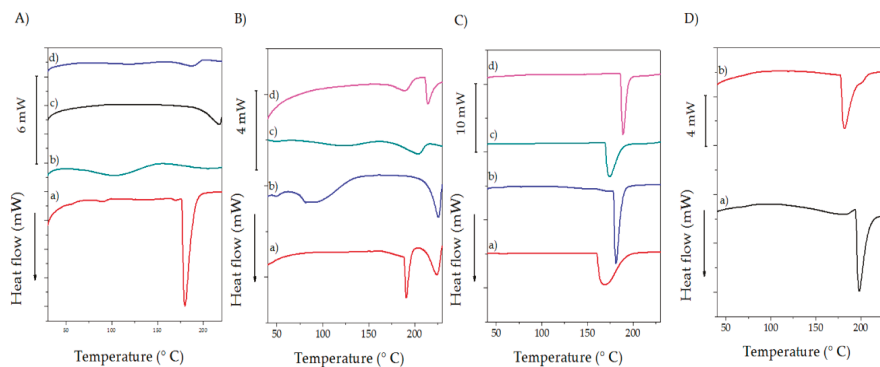 A)
d)
c)
b)
a)
6 mW
Heat flow (mW)
50
100
150
200
Temperature (° C)
B)
d)
c)
b)
a)
4 mW
Heat flow (mW)
50
100
150
200
Temperature (° C)
C)
d)
c)
b)
a)
10 mW
Heat flow (mW)
50
100
150
200
Temperature (° C)
D)
b)
a)
4 mW
Heat flow (mW)
50
100
150
200
Temperature (° C)